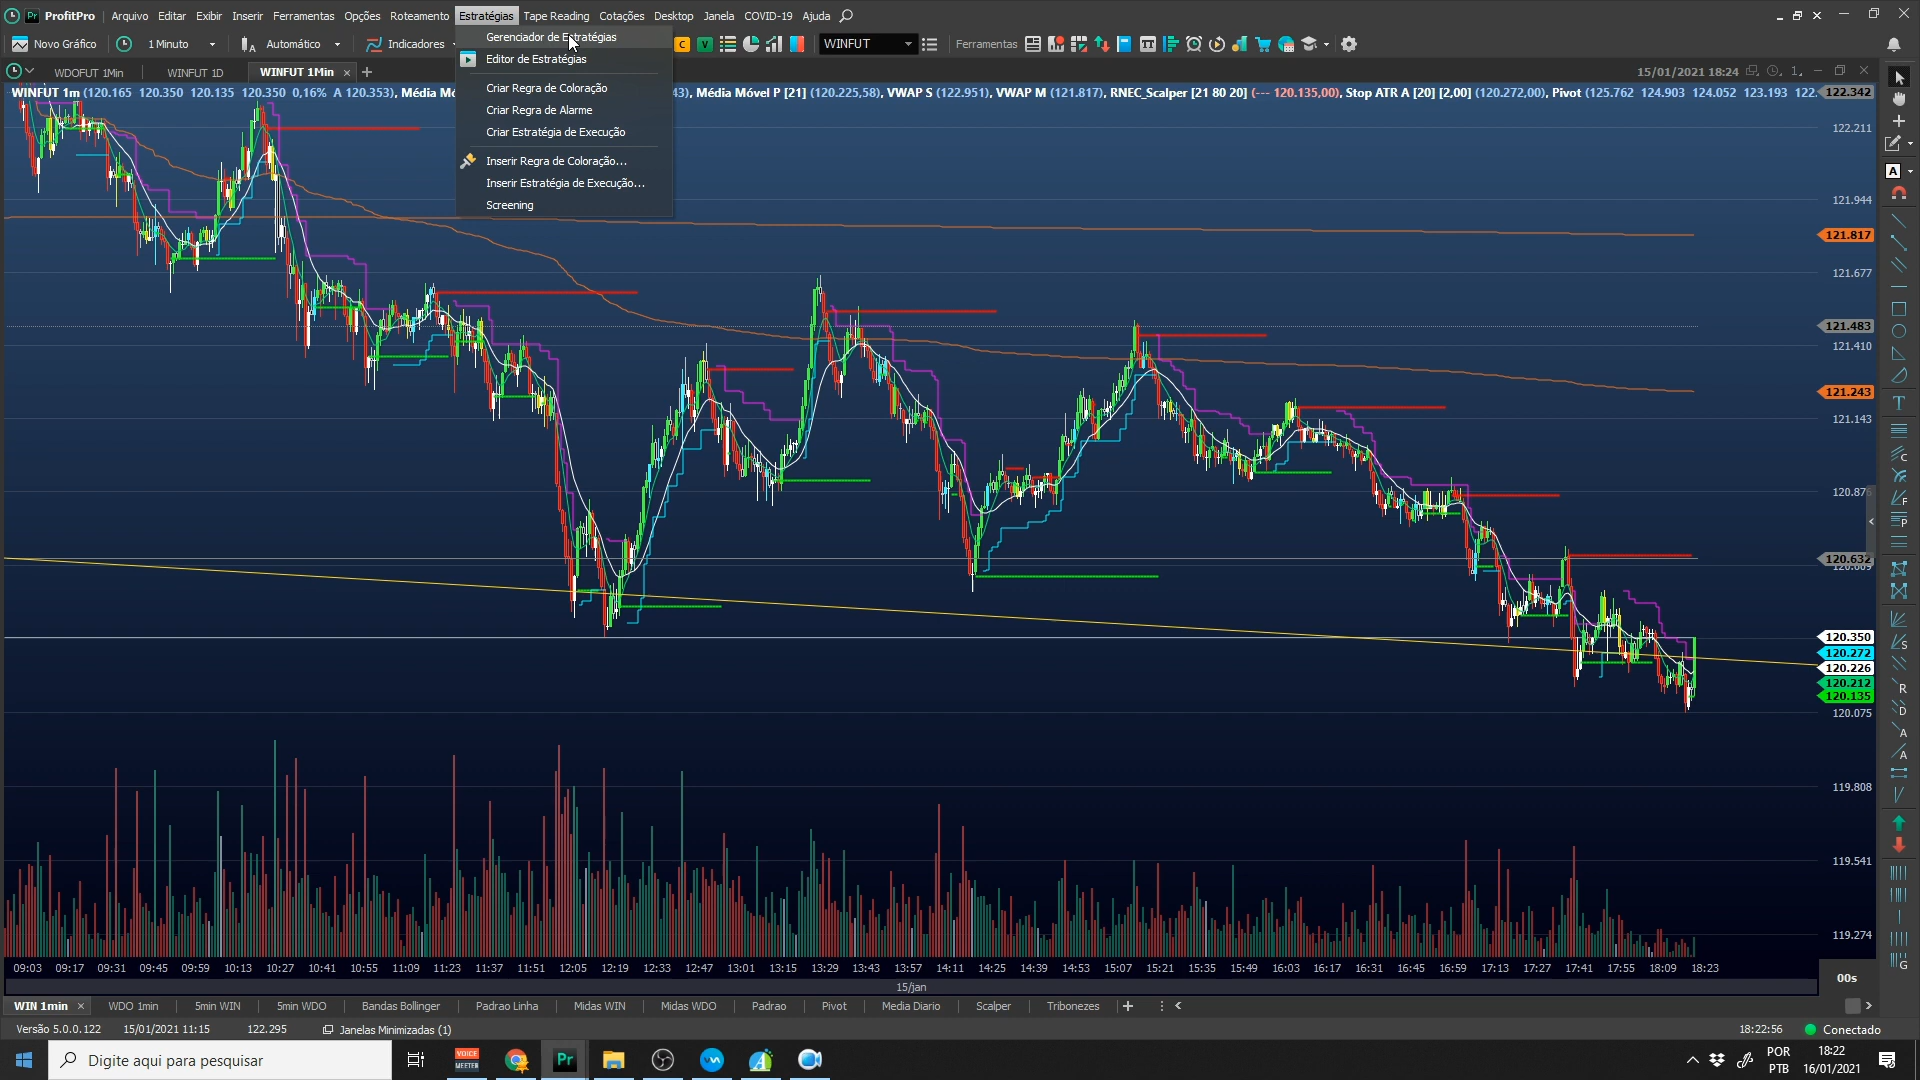 ProfitPro Arquivo Editar Exibir Inserir Ferramentas Opções Roteamento Estratégias Tape Reading Cotações Desktop Janela COVID-19 Ajuda
Novo Gráfico 1 Minuto Automático Indicadores C V WINFUT Ferramentas
Gerenciador de Estratégias
Editor de Estratégias
Criar Regra de Coloração
Criar Regra de Alarme
Criar Estratégia de Execução
Inserir Regra de Coloração...
Inserir Estratégia de Execução...
Screening
WDOFUT 1Min WINFUT 1D WINFUT 1Min 15/01/2021 18:24
WINFUT 1m (120.165 120.350 120.135 120.350 0,16% A 120.353), Média Mó 43), Média Móvel P [21] (120.225,58), VWAP S (122.951), VWAP M (121.817), RNEC_Scalper [21 80 20] (--- 120.135,00), Stop ATR A [20] [2,00] (120.272,00), Pivot (125.762 124.903 124.052 123.193 122.
122.342
122.211
121.944
121.817
121.677
121.483
121.410
121.243
121.143
120.876
120.632
120.609
120.350
120.272
120.226
120.212
120.135
120.075
119.808
119.541
119.274
09:03 09:17 09:31 09:45 09:59 10:13 10:27 10:41 10:55 11:09 11:23 11:37 11:51 12:05 12:19 12:33 12:47 13:01 13:15 13:29 13:43 13:57 14:11 14:25 14:39 14:53 15:07 15:21 15:35 15:49 16:03 16:17 16:31 16:45 16:59 17:13 17:27 17:41 17:55 18:09 18:23
15/jan
00s
WIN 1min WDO 1min 5min WIN 5min WDO Bandas Bollinger Padrao Linha Midas WIN Midas WDO Padrao Pivot Media Diario Scalper Tribonezes
Versão 5.0.0.122 15/01/2021 11:15 122.295 Janelas Minimizadas (1) 18:22:56 Conectado
Digite aqui para pesquisar
VOICE
MEETER
Pr
POR
PTB
18:22
16/01/2021